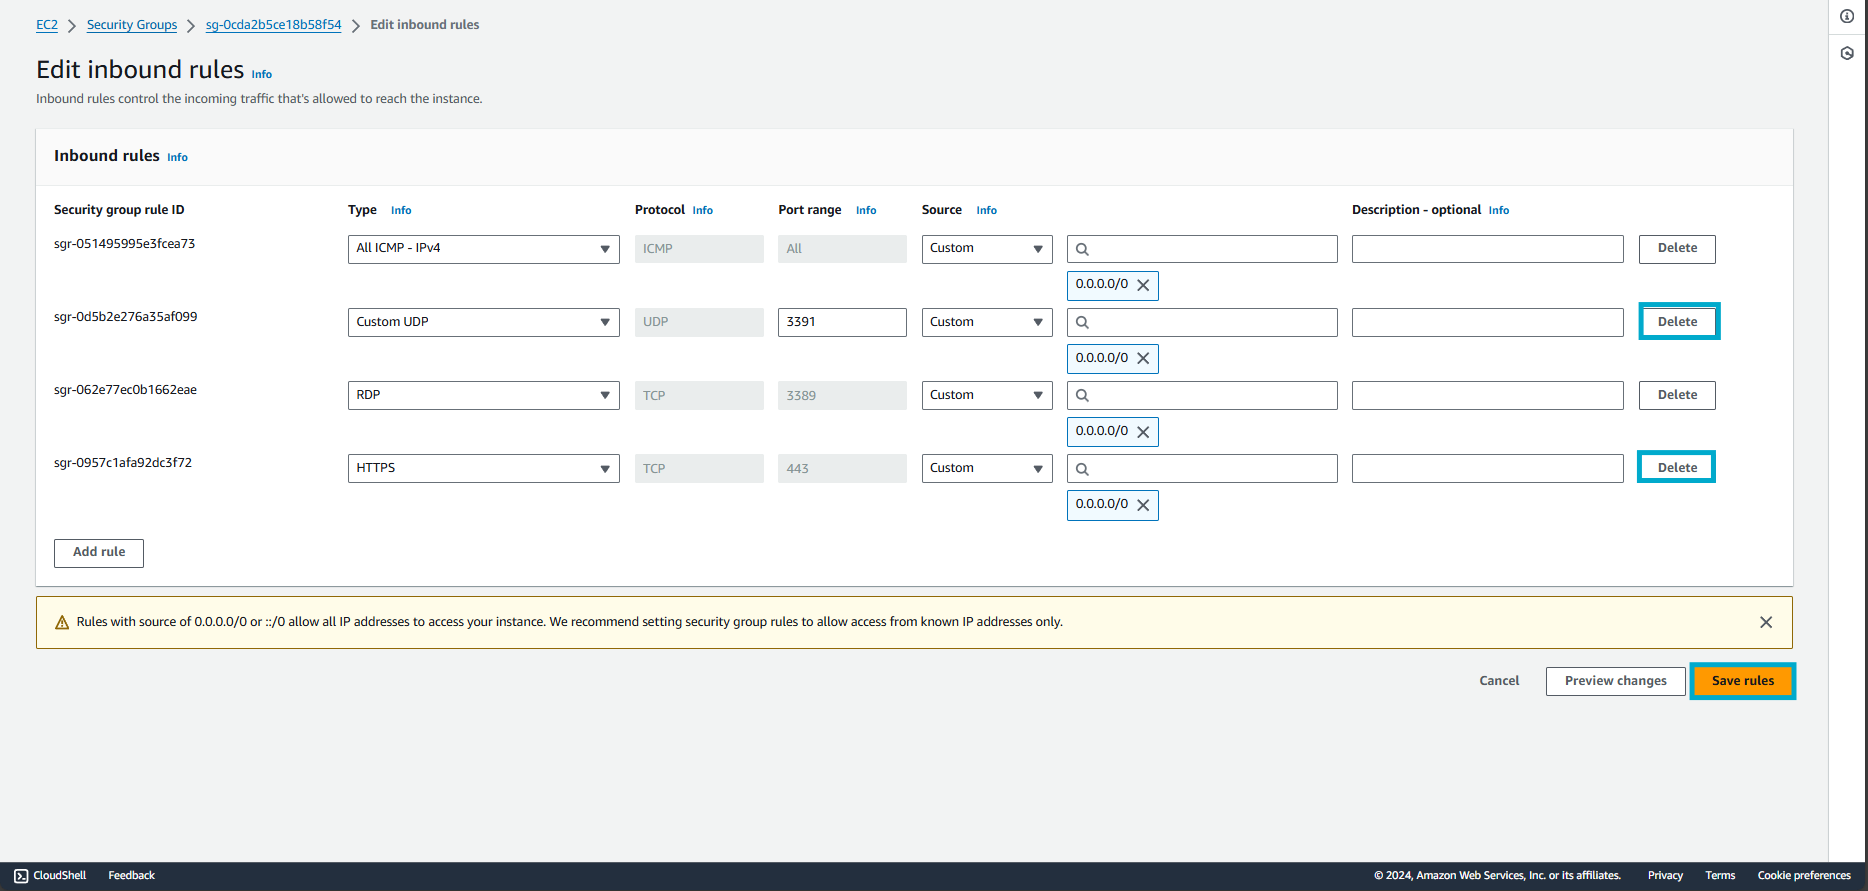 EC2 > Security Groups > sg-0cda2b5ce18b58f54 > Edit inbound rules
Edit inbound rules Info
Inbound rules control the incoming traffic that's allowed to reach the instance.
Inbound rules Info
Security group rule ID Type Info Protocol Info Port range Info Source Info Description - optional Info
sgr-051495995e3fcea73 All ICMP - IPv4 ICMP All Custom Delete
0.0.0.0/0
sgr-0d5b2e276a35af099 Custom UDP UDP 3391 Custom Delete
0.0.0.0/0
sgr-062e77ec0b1662eae RDP TCP 3389 Custom Delete
0.0.0.0/0
sgr-0957c1afa92dc3f72 HTTPS TCP 443 Custom Delete
0.0.0.0/0
Add rule
Rules with source of 0.0.0.0/0 or ::/0 allow all IP addresses to access your instance. We recommend setting security group rules to allow access from known IP addresses only.
Cancel Preview changes Save rules
CloudShell Feedback © 2024, Amazon Web Services, Inc. or its affiliates. Privacy Terms Cookie preferences